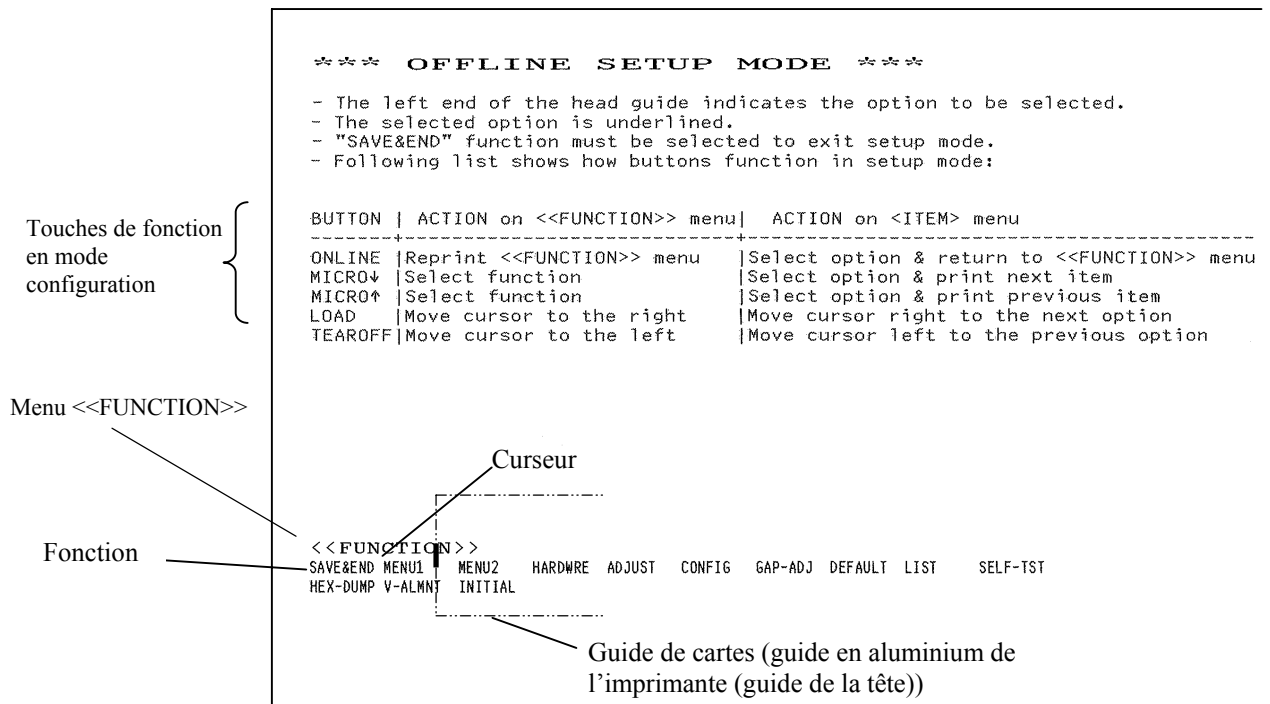 *** OFFLINE SETUP MODE ***
- The left end of the head guide indicates the option to be selected.
- The selected option is underlined.
- "SAVE&END" function must be selected to exit setup mode.
- Following list shows how buttons function in setup mode:
Touches de fonction
en mode
configuration
BUTTON | ACTION on <<FUNCTION>> menu| ACTION on <ITEM> menu
-------+-----------------------------+---------------------------------------------
ONLINE |Reprint <<FUNCTION>> menu |Select option & return to <<FUNCTION>> menu
MICRO↓ |Select function |Select option & print next item
MICRO↑ |Select function |Select option & print previous item
LOAD |Move cursor to the right |Move cursor right to the next option
TEAROFF|Move cursor to the left |Move cursor left to the previous option
Menu <<FUNCTION>>
Curseur
Fonction
<<FUNCTION>>
SAVE&END MENU1 MENU2 HARDWRE ADJUST CONFIG GAP-ADJ DEFAULT LIST SELF-TST
HEX-DUMP V-ALMNT INITIAL
Guide de cartes (guide en aluminium de
l'imprimante (guide de la tête))